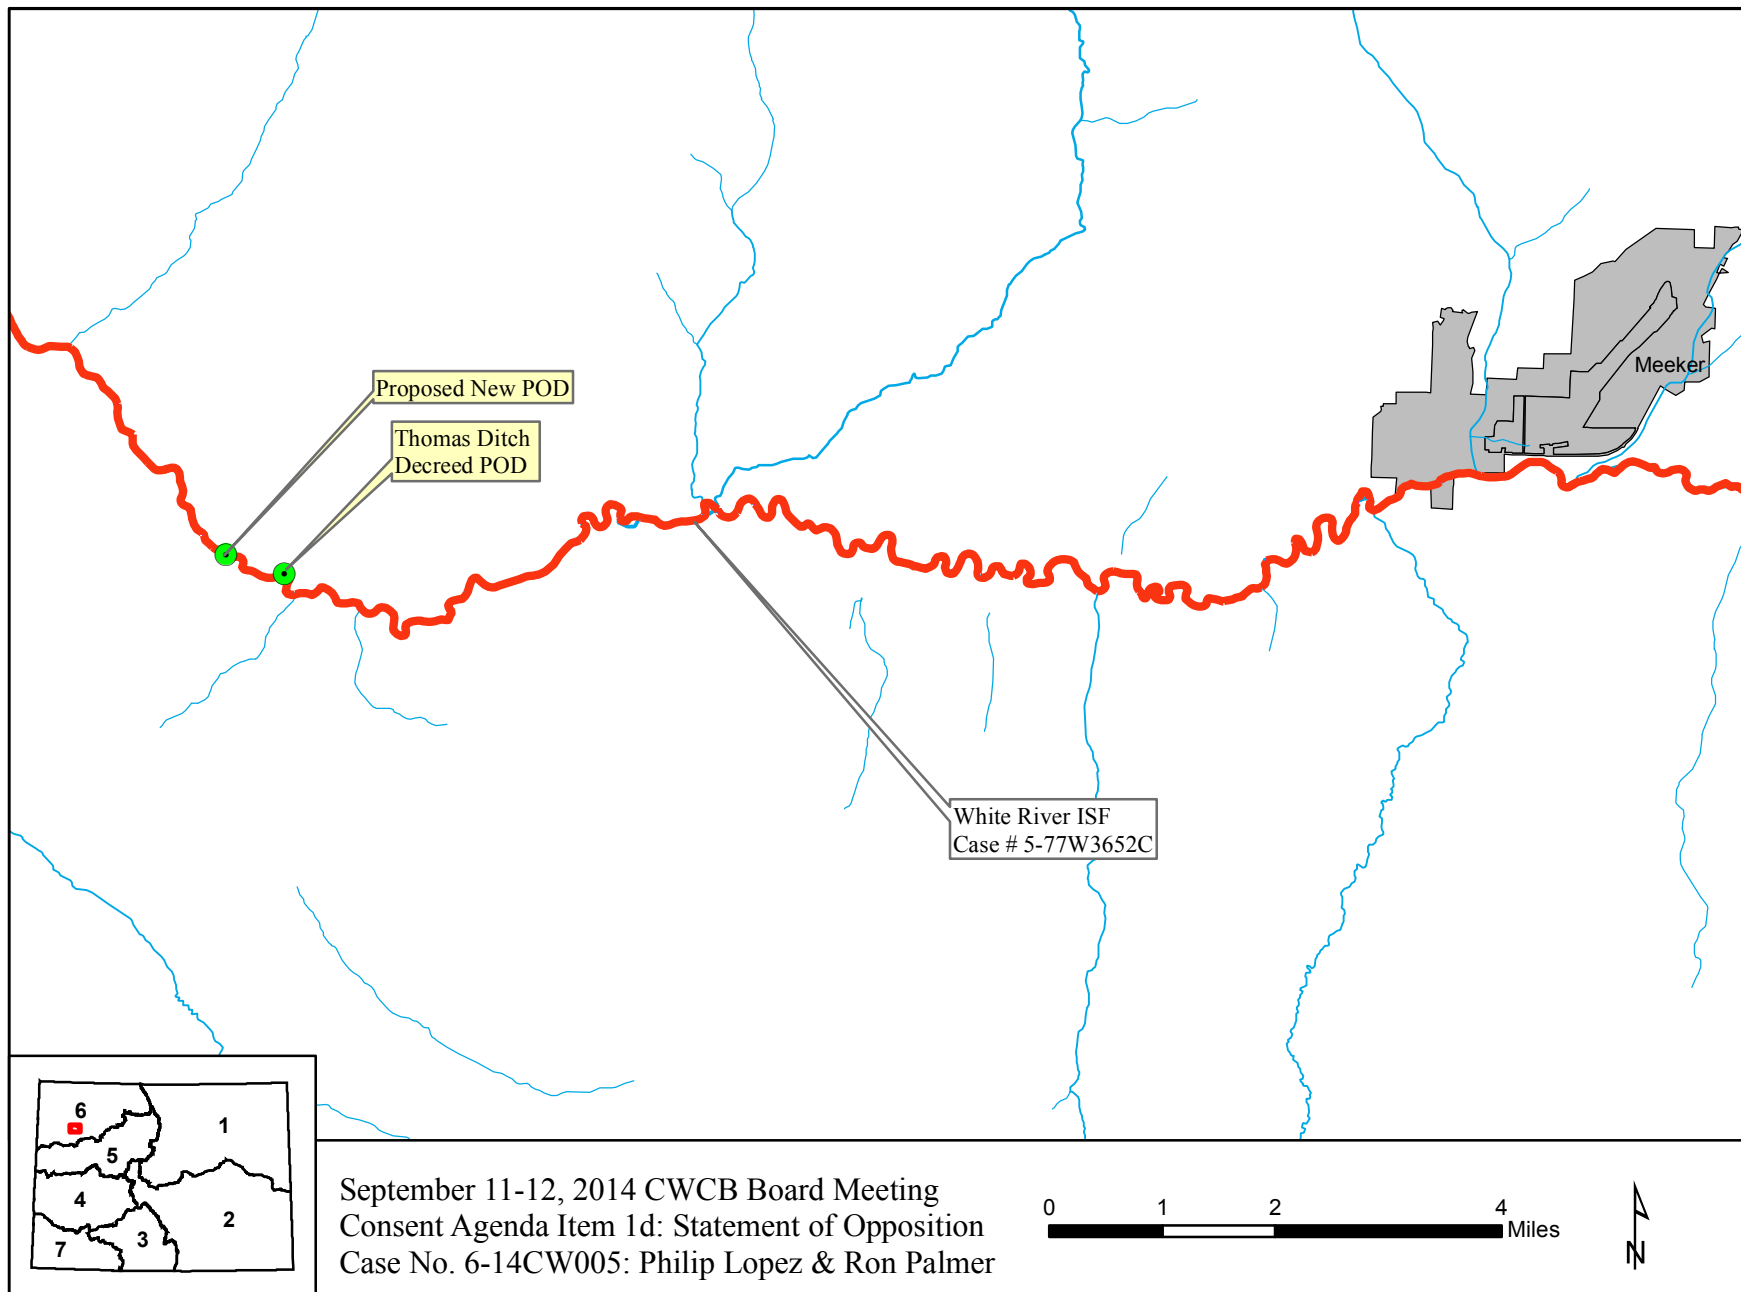 Meeker
Proposed New POD
Thomas Ditch
Decreed POD
White River ISF
Case # 5-77W3652C
6
1
5
4
2
3
7
September 11-12, 2014 CWCB Board Meeting
Consent Agenda Item 1d: Statement of Opposition
Case No. 6-14CW005: Philip Lopez & Ron Palmer
0 1 2 4
Miles
N